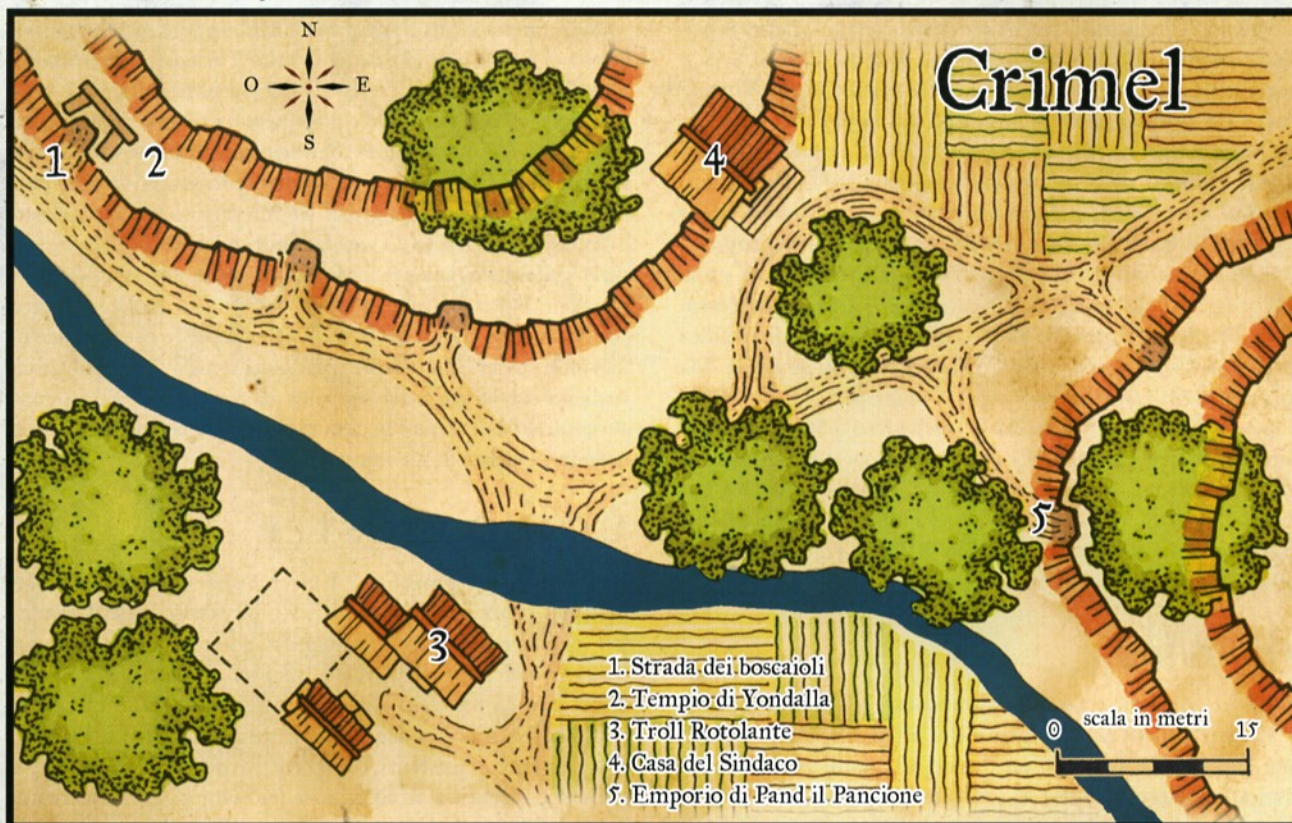 Crimel
N
O E
S
1
2
4
5
3
1. Strada dei boscaioli
2. Tempio di Yondalla
3. Troll Rotolante
4. Casa del Sindaco
5. Emporio di Pand il Pancione
scala in metri
0 15